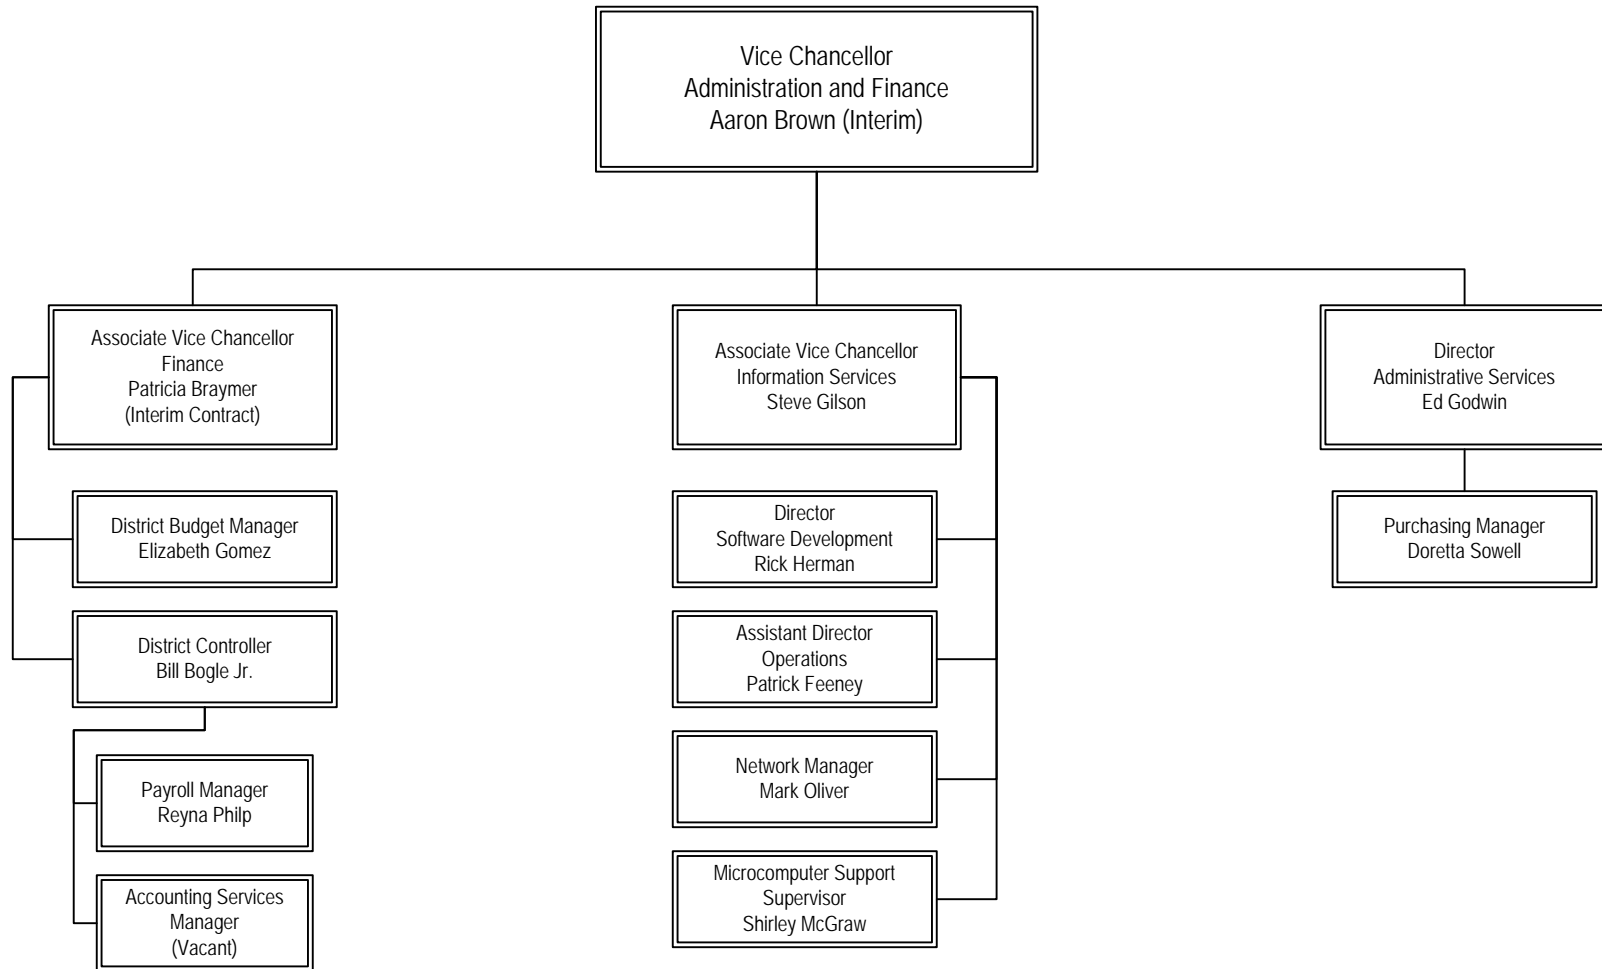 Vice Chancellor
Administration and Finance
Aaron Brown (Interim)
Associate Vice Chancellor
Finance
Patricia Braymer
(Interim Contract)
District Budget Manager
Elizabeth Gomez
District Controller
Bill Bogle Jr.
Payroll Manager
Reyna Philp
Accounting Services
Manager
(Vacant)
Associate Vice Chancellor
Information Services
Steve Gilson
Director
Software Development
Rick Herman
Assistant Director
Operations
Patrick Feeney
Network Manager
Mark Oliver
Microcomputer Support
Supervisor
Shirley McGraw
Director
Administrative Services
Ed Godwin
Purchasing Manager
Doretta Sowell